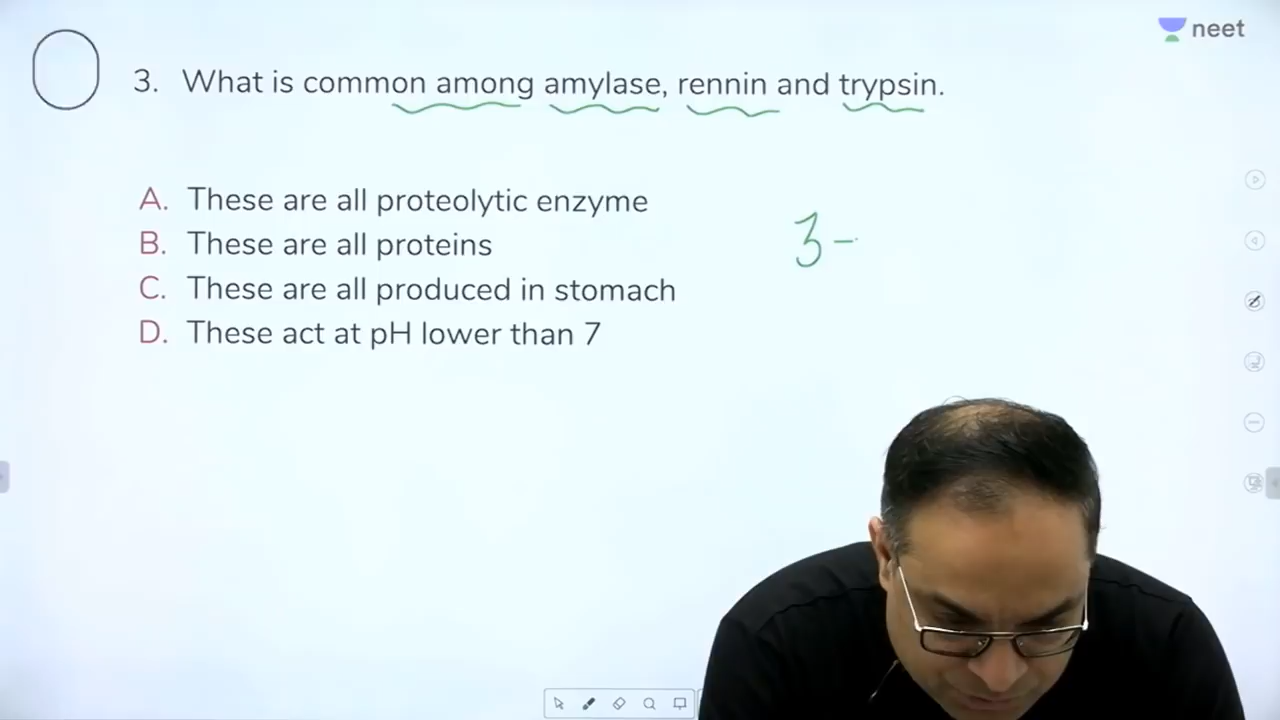 neet
3. What is common among amylase, rennin and trypsin.
A. These are all proteolytic enzyme
B. These are all proteins
3-
C. These are all produced in stomach
D. These act at pH lower than 7